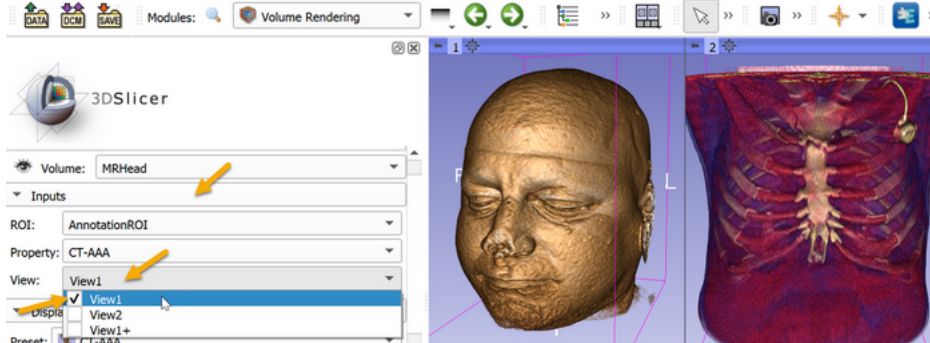 DATA DCM SAVE Modules: Volume Rendering »  »  »
1 2
3DSlicer
Volume: MRHead
Inputs
ROI: AnnotationROI
Property: CT-AAA
View: View1
View1
View2
View1+
Displa
Preset: CT-AAA
L